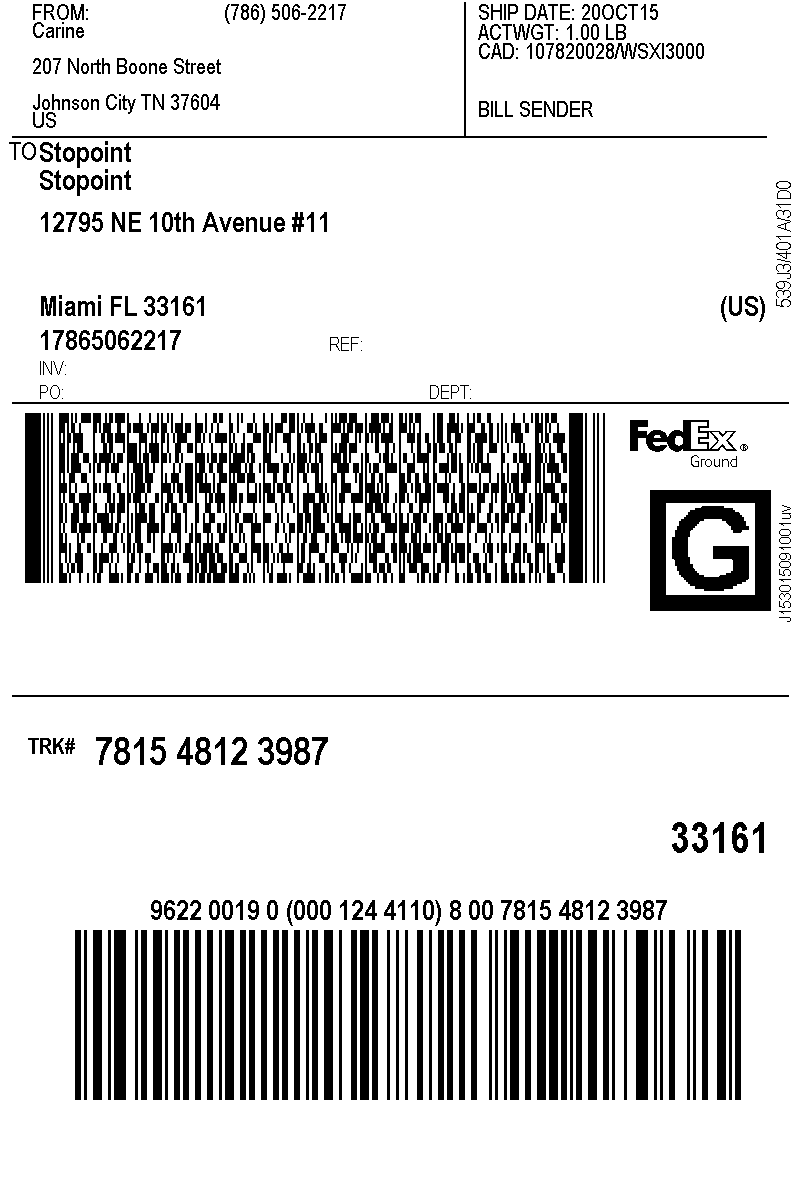 FROM: (786) 506-2217
Carine
207 North Boone Street
Johnson City TN 37604
US
SHIP DATE: 20OCT15
ACTWGT: 1.00 LB
CAD: 107820028/WSXI3000
BILL SENDER
TO Stopoint
Stopoint
12795 NE 10th Avenue #11
Miami FL 33161 (US)
17865062217 REF:
INV:
PO: DEPT:
539J3/401A/31D0
FedEx®
Ground
G
J153015091001uv
TRK# 7815 4812 3987
33161
9622 0019 0 (000 124 4110) 8 00 7815 4812 3987